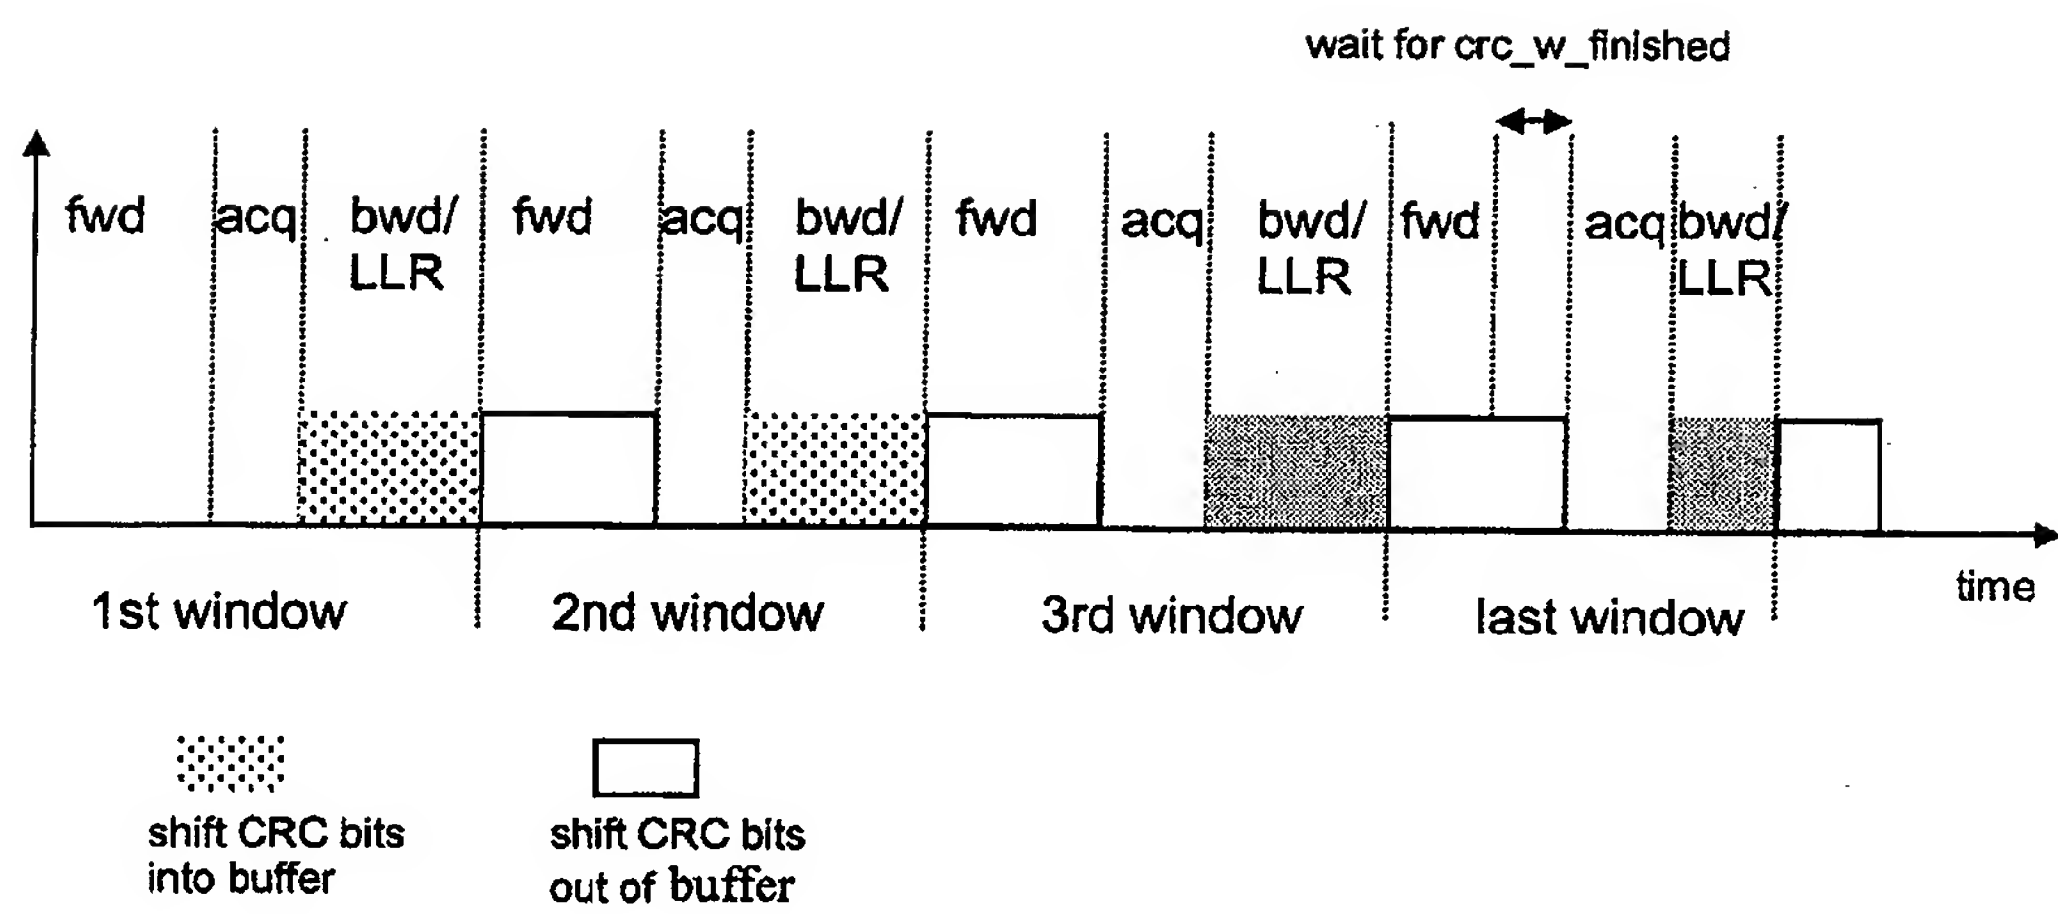 wait for crc_w_finished
fwd acq bwd/ fwd acq bwd/ fwd acq bwd/ fwd acq bwd/
LLR LLR LLR LLR
1st window 2nd window 3rd window last window
time
shift CRC bits shift CRC bits
into buffer out of buffer